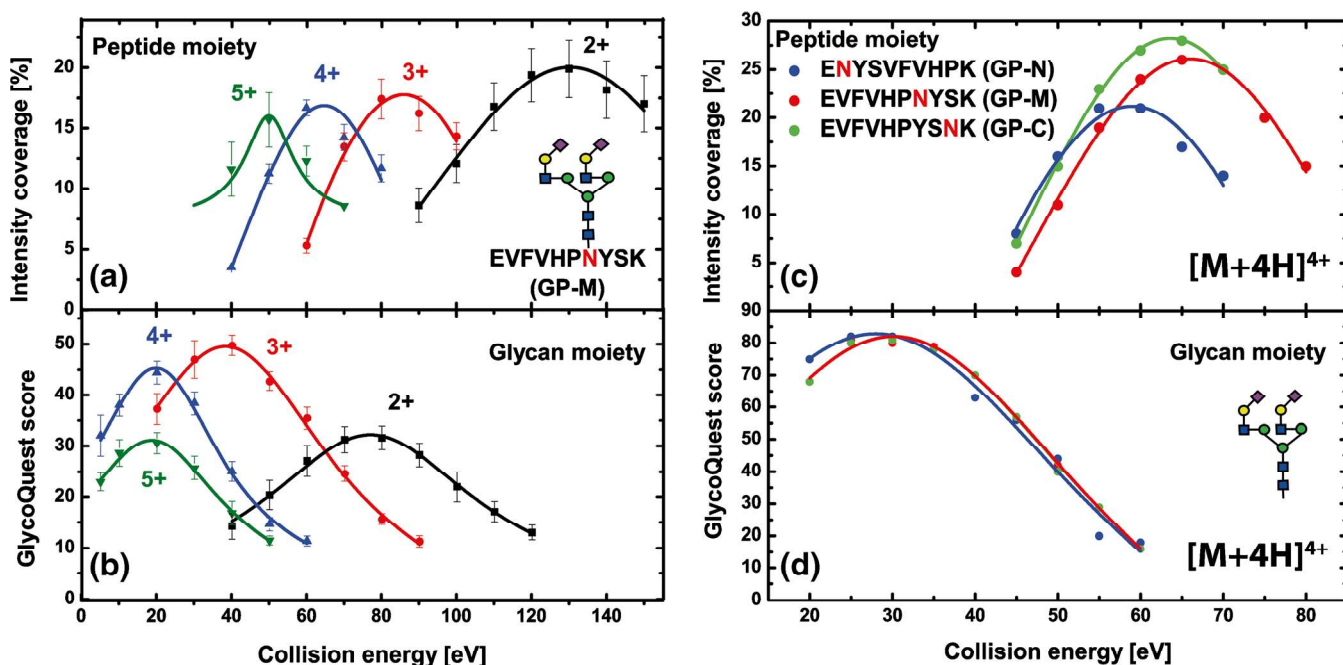 Peptide moiety
2+
3+
4+
5+
Intensity coverage [%]
25
20
15
10
5
0
(a)
EVFVHPNYSK
(GP-M)
4+
3+
2+
5+
Glycan moiety
GlycoQuest score
50
40
30
20
10
0
(b)
0 20 40 60 80 100 120 140
Collision energy [eV]
Peptide moiety
ENYSVFVHPK (GP-N)
EVFVHPNYSK (GP-M)
EVFVHPYSNK (GP-C)
Intensity coverage [%]
30
25
20
15
10
5
0
(c)
[M+4H]4+
Glycan moiety
GlycoQuest score
90
80
70
60
50
40
30
20
10
0
(d)
[M+4H]4+
20 30 40 50 60 70 80
Collision energy [eV]